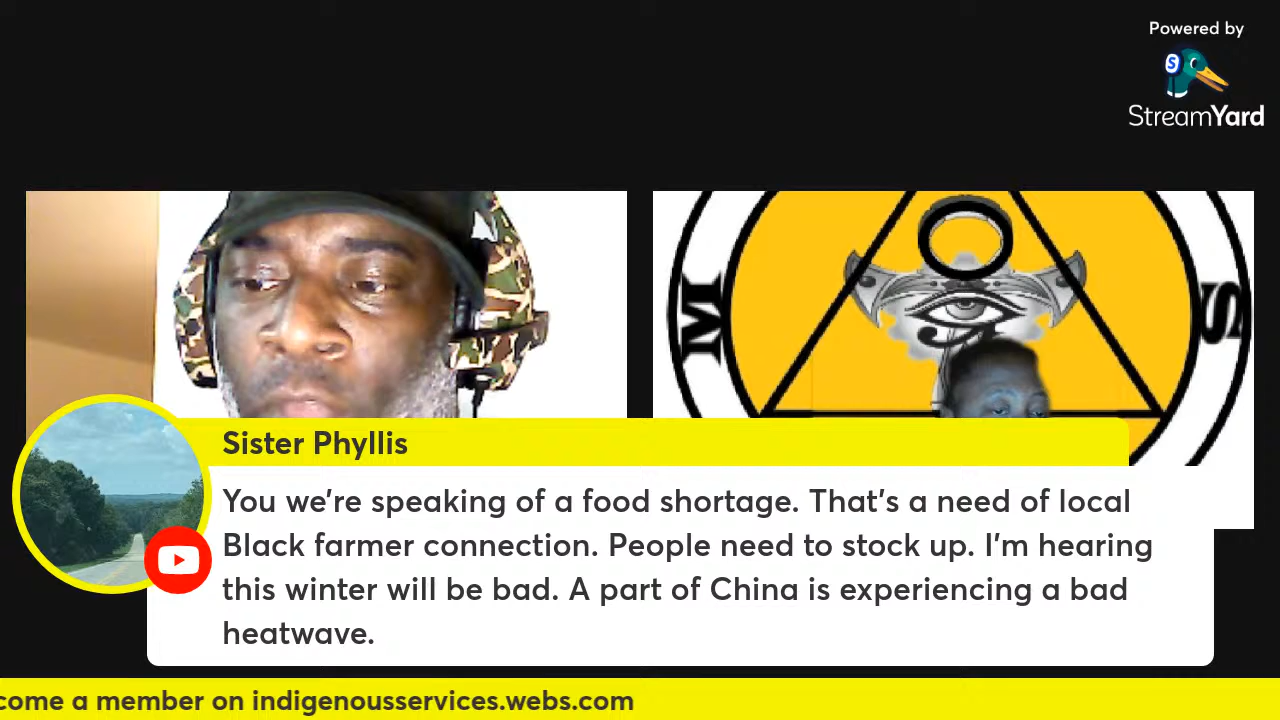 Powered by
StreamYard
M
S
Sister Phyllis
You we're speaking of a food shortage. That's a need of local
Black farmer connection. People need to stock up. I'm hearing
this winter will be bad. A part of China is experiencing a bad
heatwave.
come a member on indigenousservices.webs.com